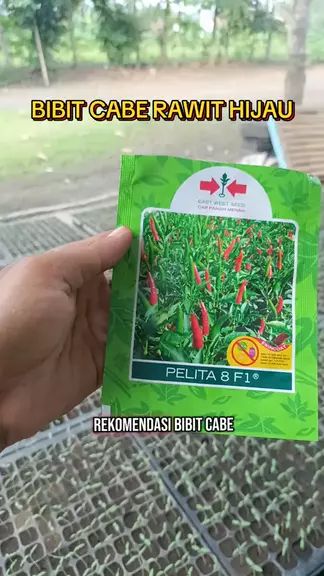 BIBIT CABE RAWIT HIJAU
EAST WEST SEED
CAP PANAH MERAH
PELITA 8 F1®
REKOMENDASI BIBIT CABE